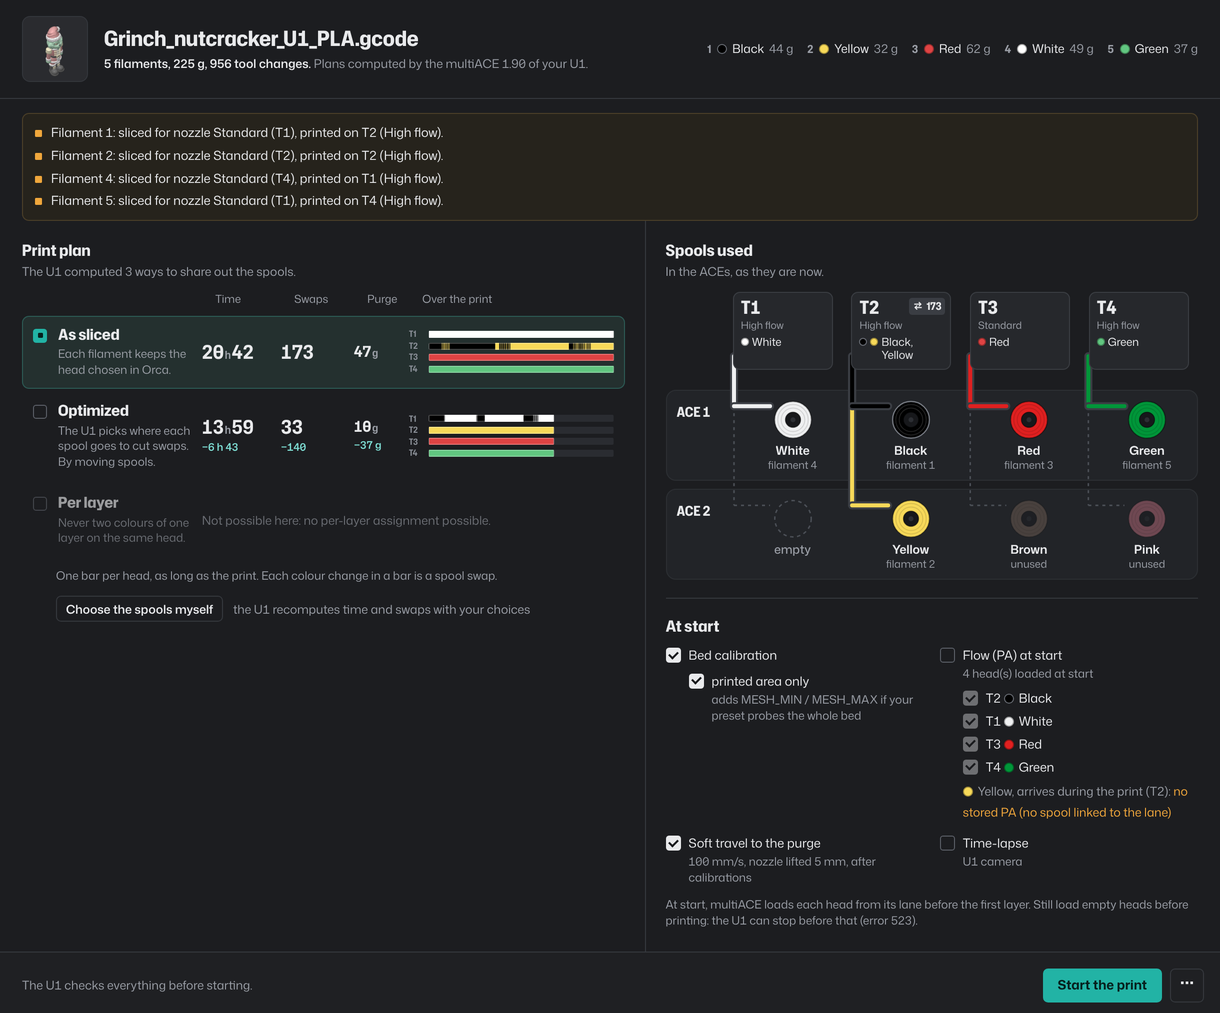 Grinch_nutcracker_U1_PLA.gcode
5 filaments, 225 g, 956 tool changes. Plans computed by the multiACE 1.90 of your U1.
1 Black 44 g 2 Yellow 32 g 3 Red 62 g 4 White 49 g 5 Green 37 g
Filament 1: sliced for nozzle Standard (T1), printed on T2 (High flow).
Filament 2: sliced for nozzle Standard (T2), printed on T2 (High flow).
Filament 4: sliced for nozzle Standard (T4), printed on T1 (High flow).
Filament 5: sliced for nozzle Standard (T1), printed on T4 (High flow).
Print plan
The U1 computed 3 ways to share out the spools.
Time Swaps Purge Over the print
As sliced
Each filament keeps the
head chosen in Orca.
20h42 173 47g
T1
T2
T3
T4
Optimized
The U1 picks where each
spool goes to cut swaps.
By moving spools.
13h59 33 10g
−6 h 43 −140 −37 g
T1
T2
T3
T4
Per layer
Never two colours of one
layer on the same head.
Not possible here: no per-layer assignment possible.
One bar per head, as long as the print. Each colour change in a bar is a spool swap.
Choose the spools myself the U1 recomputes time and swaps with your choices
Spools used
In the ACEs, as they are now.
T1
High flow
White
T2 ⇄ 173
High flow
Black,
Yellow
T3
Standard
Red
T4
High flow
Green
ACE 1
White
filament 4
Black
filament 1
Red
filament 3
Green
filament 5
ACE 2
empty
Yellow
filament 2
Brown
unused
Pink
unused
At start
Bed calibration
printed area only
adds MESH_MIN / MESH_MAX if your
preset probes the whole bed
Flow (PA) at start
4 head(s) loaded at start
T2 Black
T1 White
T3 Red
T4 Green
Yellow, arrives during the print (T2): no
stored PA (no spool linked to the lane)
Soft travel to the purge
100 mm/s, nozzle lifted 5 mm, after
calibrations
Time-lapse
U1 camera
At start, multiACE loads each head from its lane before the first layer. Still load empty heads before
printing: the U1 can stop before that (error 523).
The U1 checks everything before starting.
Start the print
···